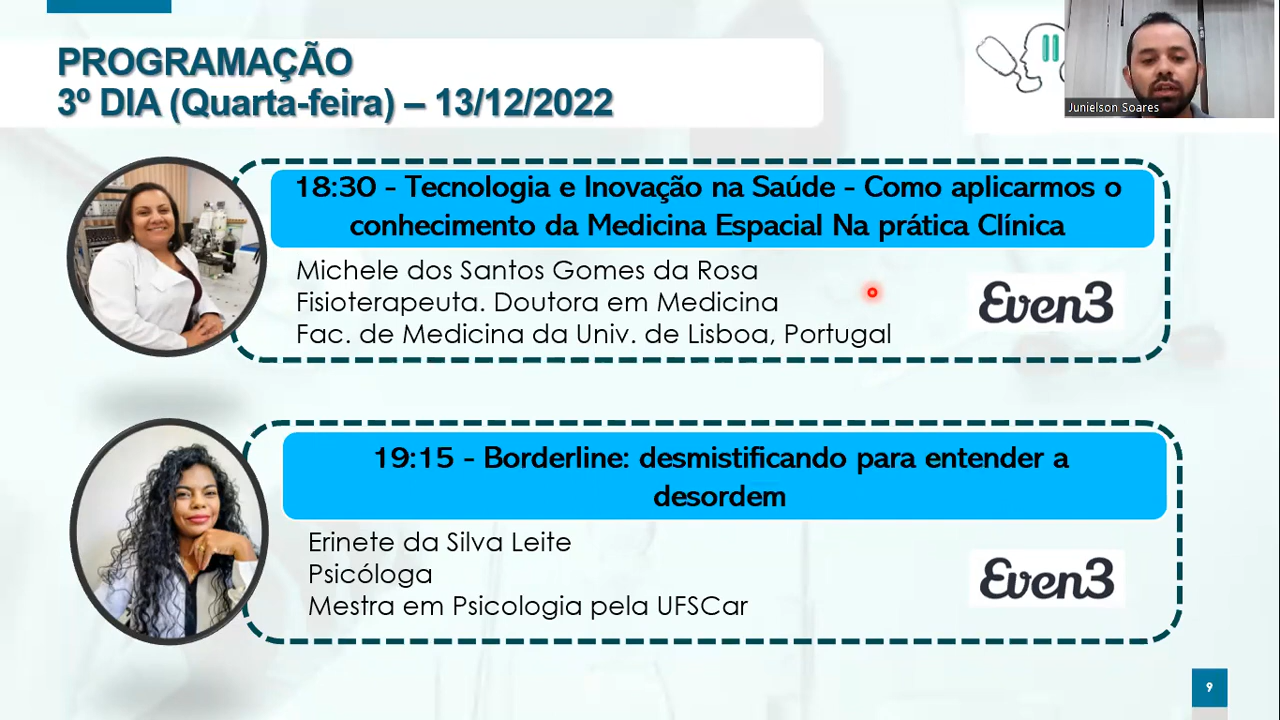 PROGRAMAÇÃO
3º DIA (Quarta-feira) – 13/12/2022
Junielson Soares
18:30 - Tecnologia e Inovação na Saúde - Como aplicarmos o
conhecimento da Medicina Espacial Na prática Clínica
Michele dos Santos Gomes da Rosa
Fisioterapeuta. Doutora em Medicina
Fac. de Medicina da Univ. de Lisboa, Portugal
Even3
19:15 - Borderline: desmistificando para entender a
desordem
Erinete da Silva Leite
Psicóloga
Mestra em Psicologia pela UFSCar
Even3
9